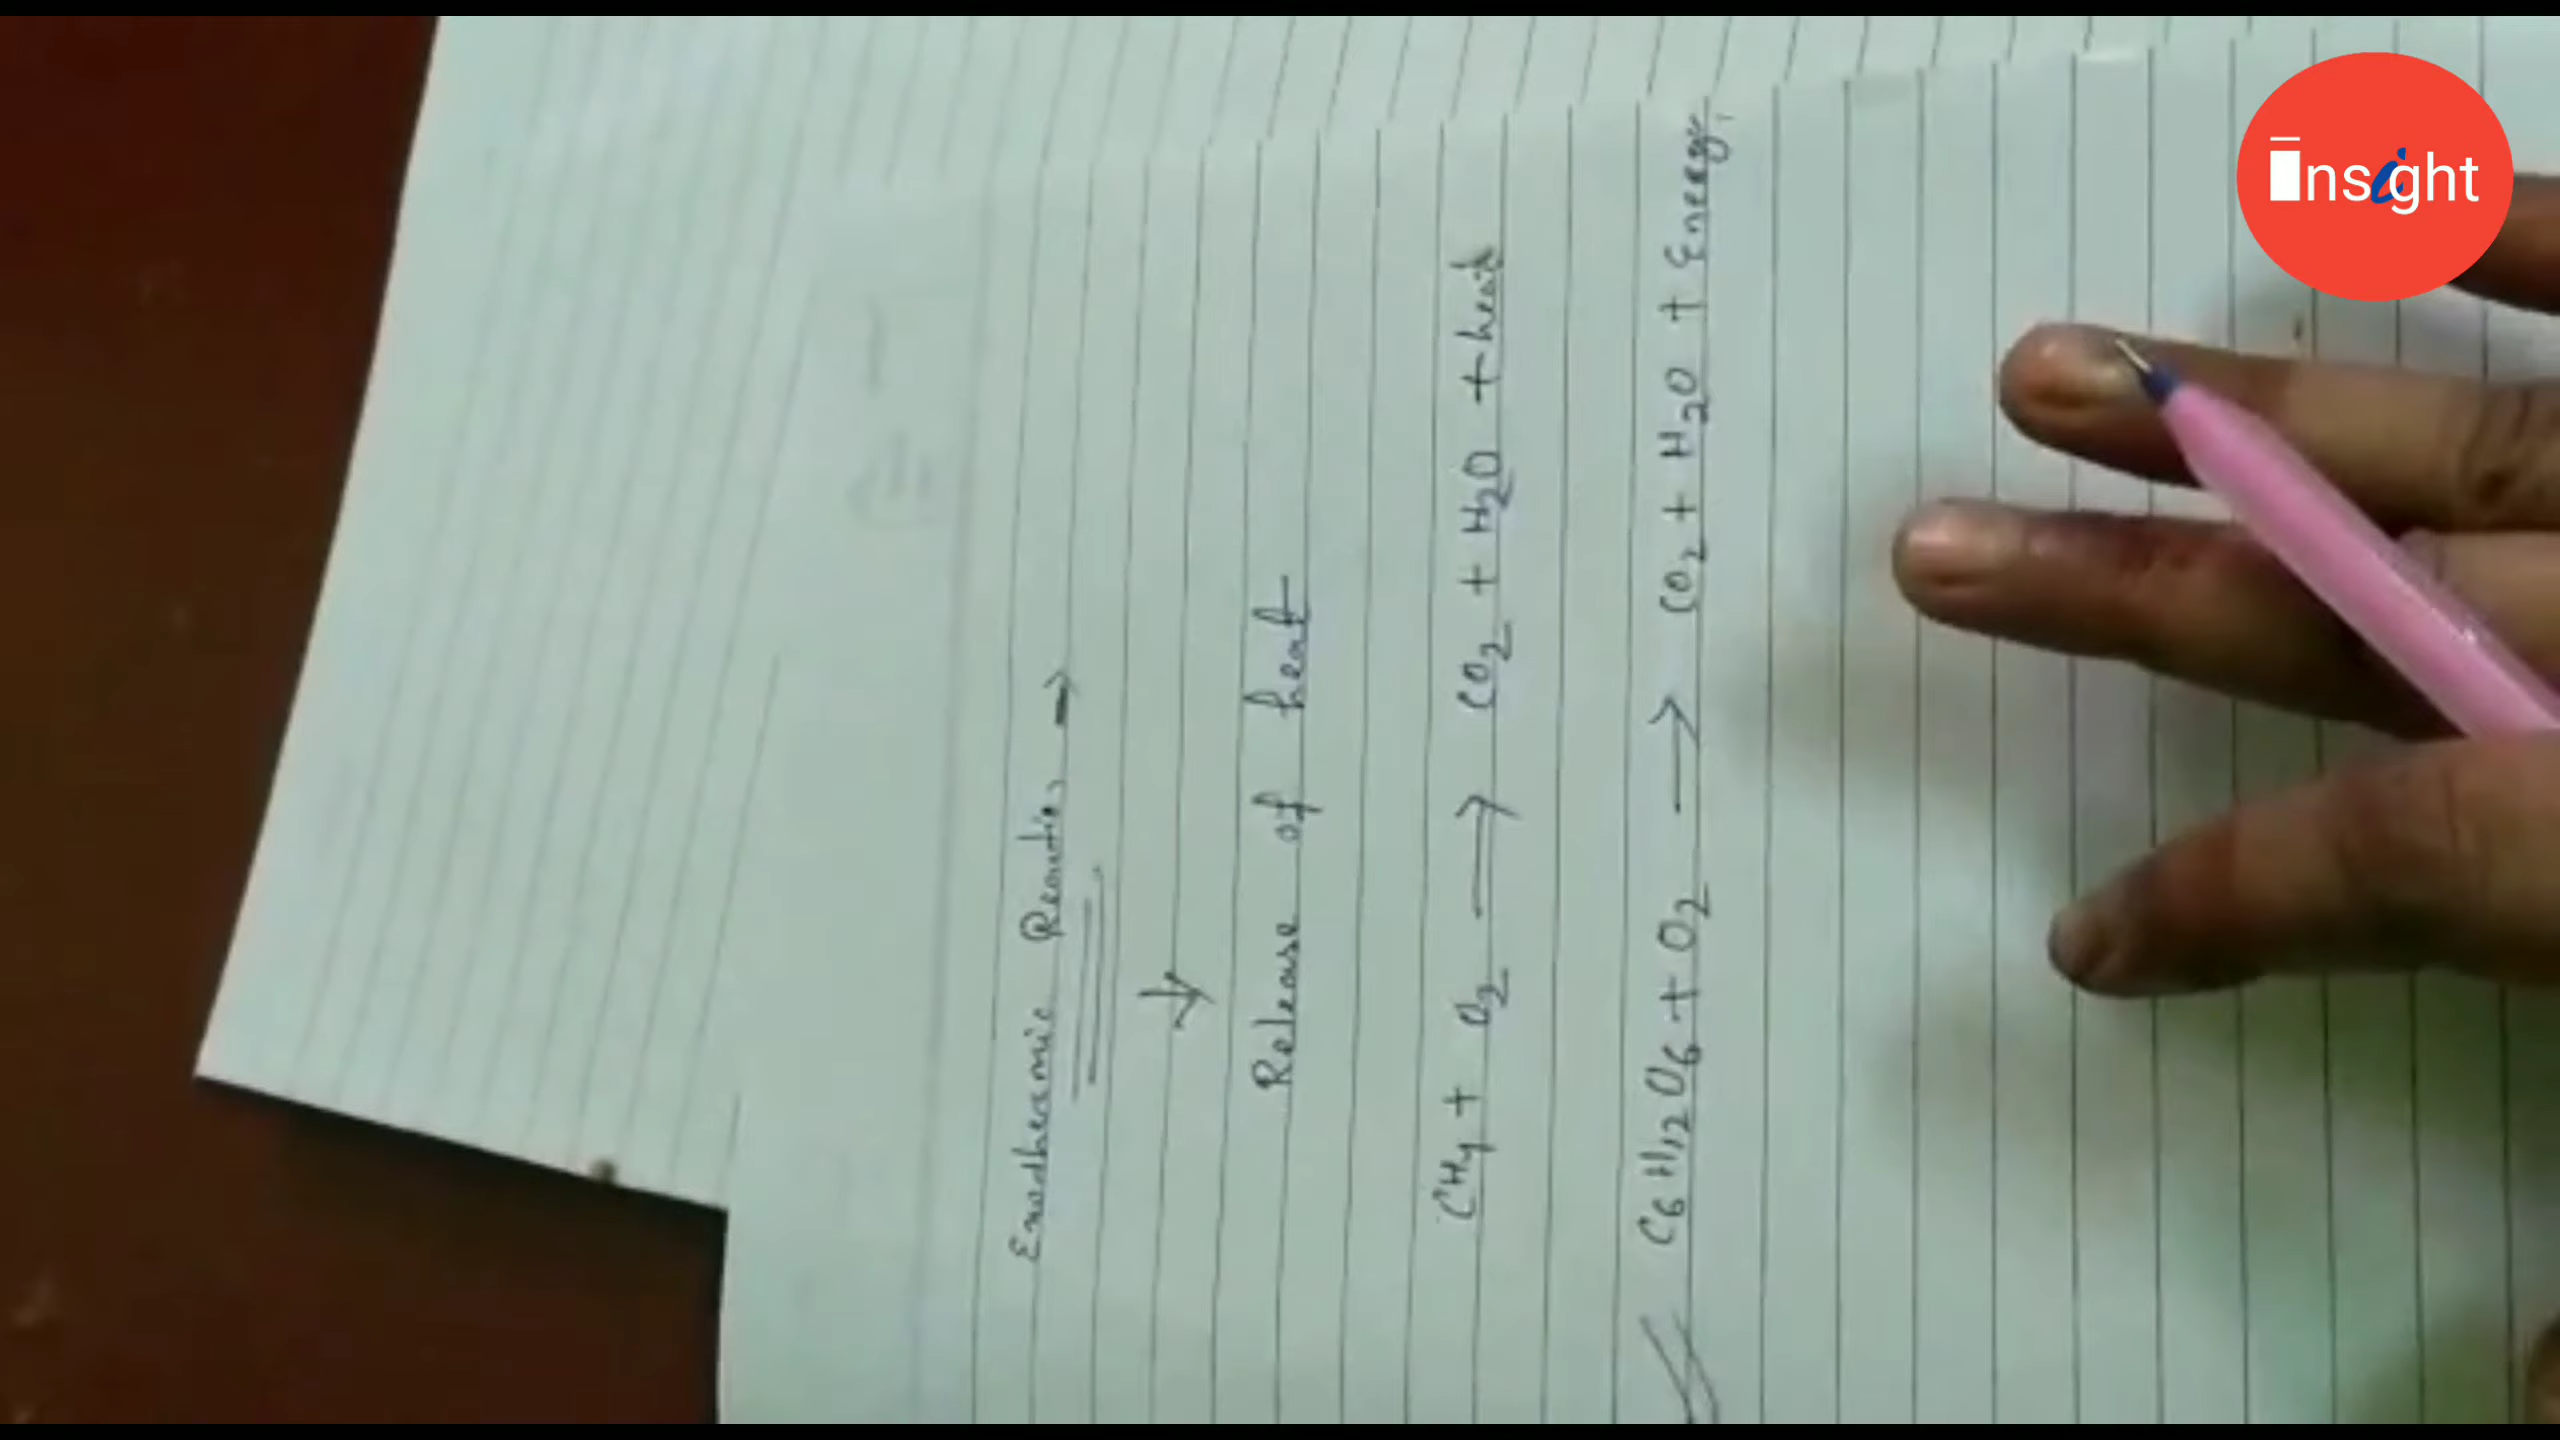 Exothermic Reaction →
↓
Release of heat
CH4 + O2 → CO2 + H2O + heat
C6H12O6 + O2 → CO2 + H2O + Energy
Insight